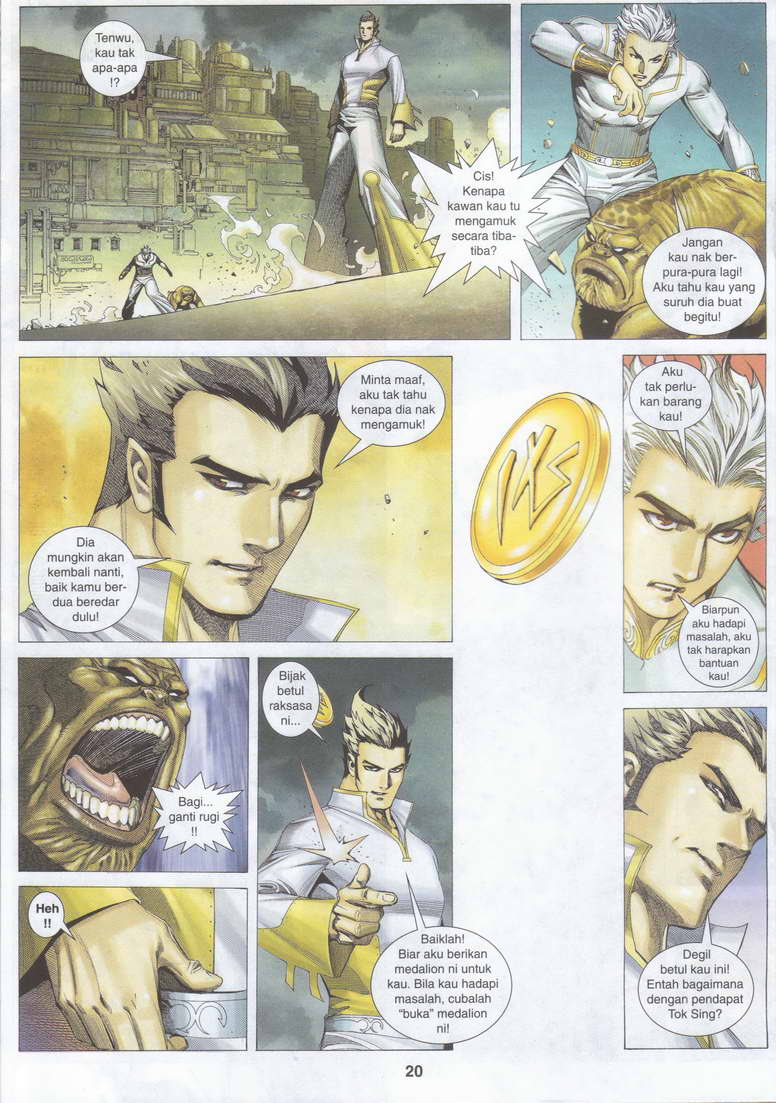 Tenwu,
kau tak
apa-apa
!?
Cis!
Kenapa
kawan kau tu
mengamuk
secara tiba-
tiba?
Jangan
kau nak ber-
pura-pura lagi!
Aku tahu kau yang
suruh dia buat
begitu!
Minta maaf,
aku tak tahu
kenapa dia nak
mengamuk!
Dia
mungkin akan
kembali nanti,
baik kamu ber-
dua beredar
dulu!
Bagi...
ganti rugi
!!
Heh
!!
Bijak
betul
raksasa
ni...
Baiklah!
Biar aku berikan
medalion ni untuk
kau. Bila kau hadapi
masalah, cubalah
“buka” medalion
ni!
Aku
tak perlu-
kan barang
kau!
Biarpun
aku hadapi
masalah, aku
tak harapkan
bantuan
kau!
Degil
betul kau ini!
Entah bagaimana
dengan pendapat
Tok Sing?
20